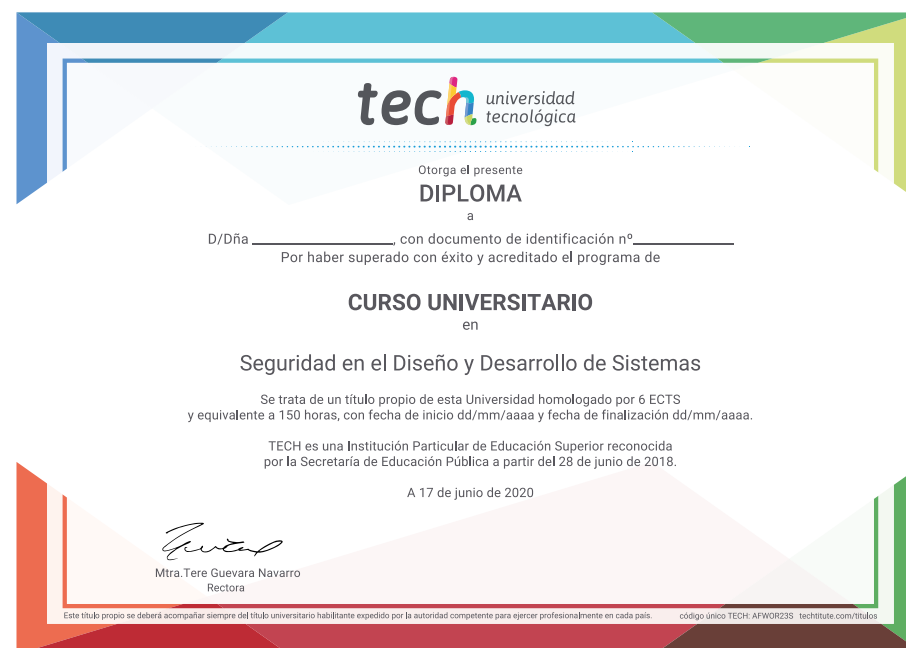 tech universidad
tecnológica
Otorga el presente
DIPLOMA
a
D/Dña ____________________, con documento de identificación nº______________
Por haber superado con éxito y acreditado el programa de
CURSO UNIVERSITARIO
en
Seguridad en el Diseño y Desarrollo de Sistemas
Se trata de un título propio de esta Universidad homologado por 6 ECTS
y equivalente a 150 horas, con fecha de inicio dd/mm/aaaa y fecha de finalización dd/mm/aaaa.
TECH es una Institución Particular de Educación Superior reconocida
por la Secretaría de Educación Pública a partir del 28 de junio de 2018.
A 17 de junio de 2020
Mtra.Tere Guevara Navarro
Rectora
Este título propio se deberá acompañar siempre del título universitario habilitante expedido por la autoridad competente para ejercer profesionalmente en cada país. código único TECH: AFWOR23S techtitute.com/titulos